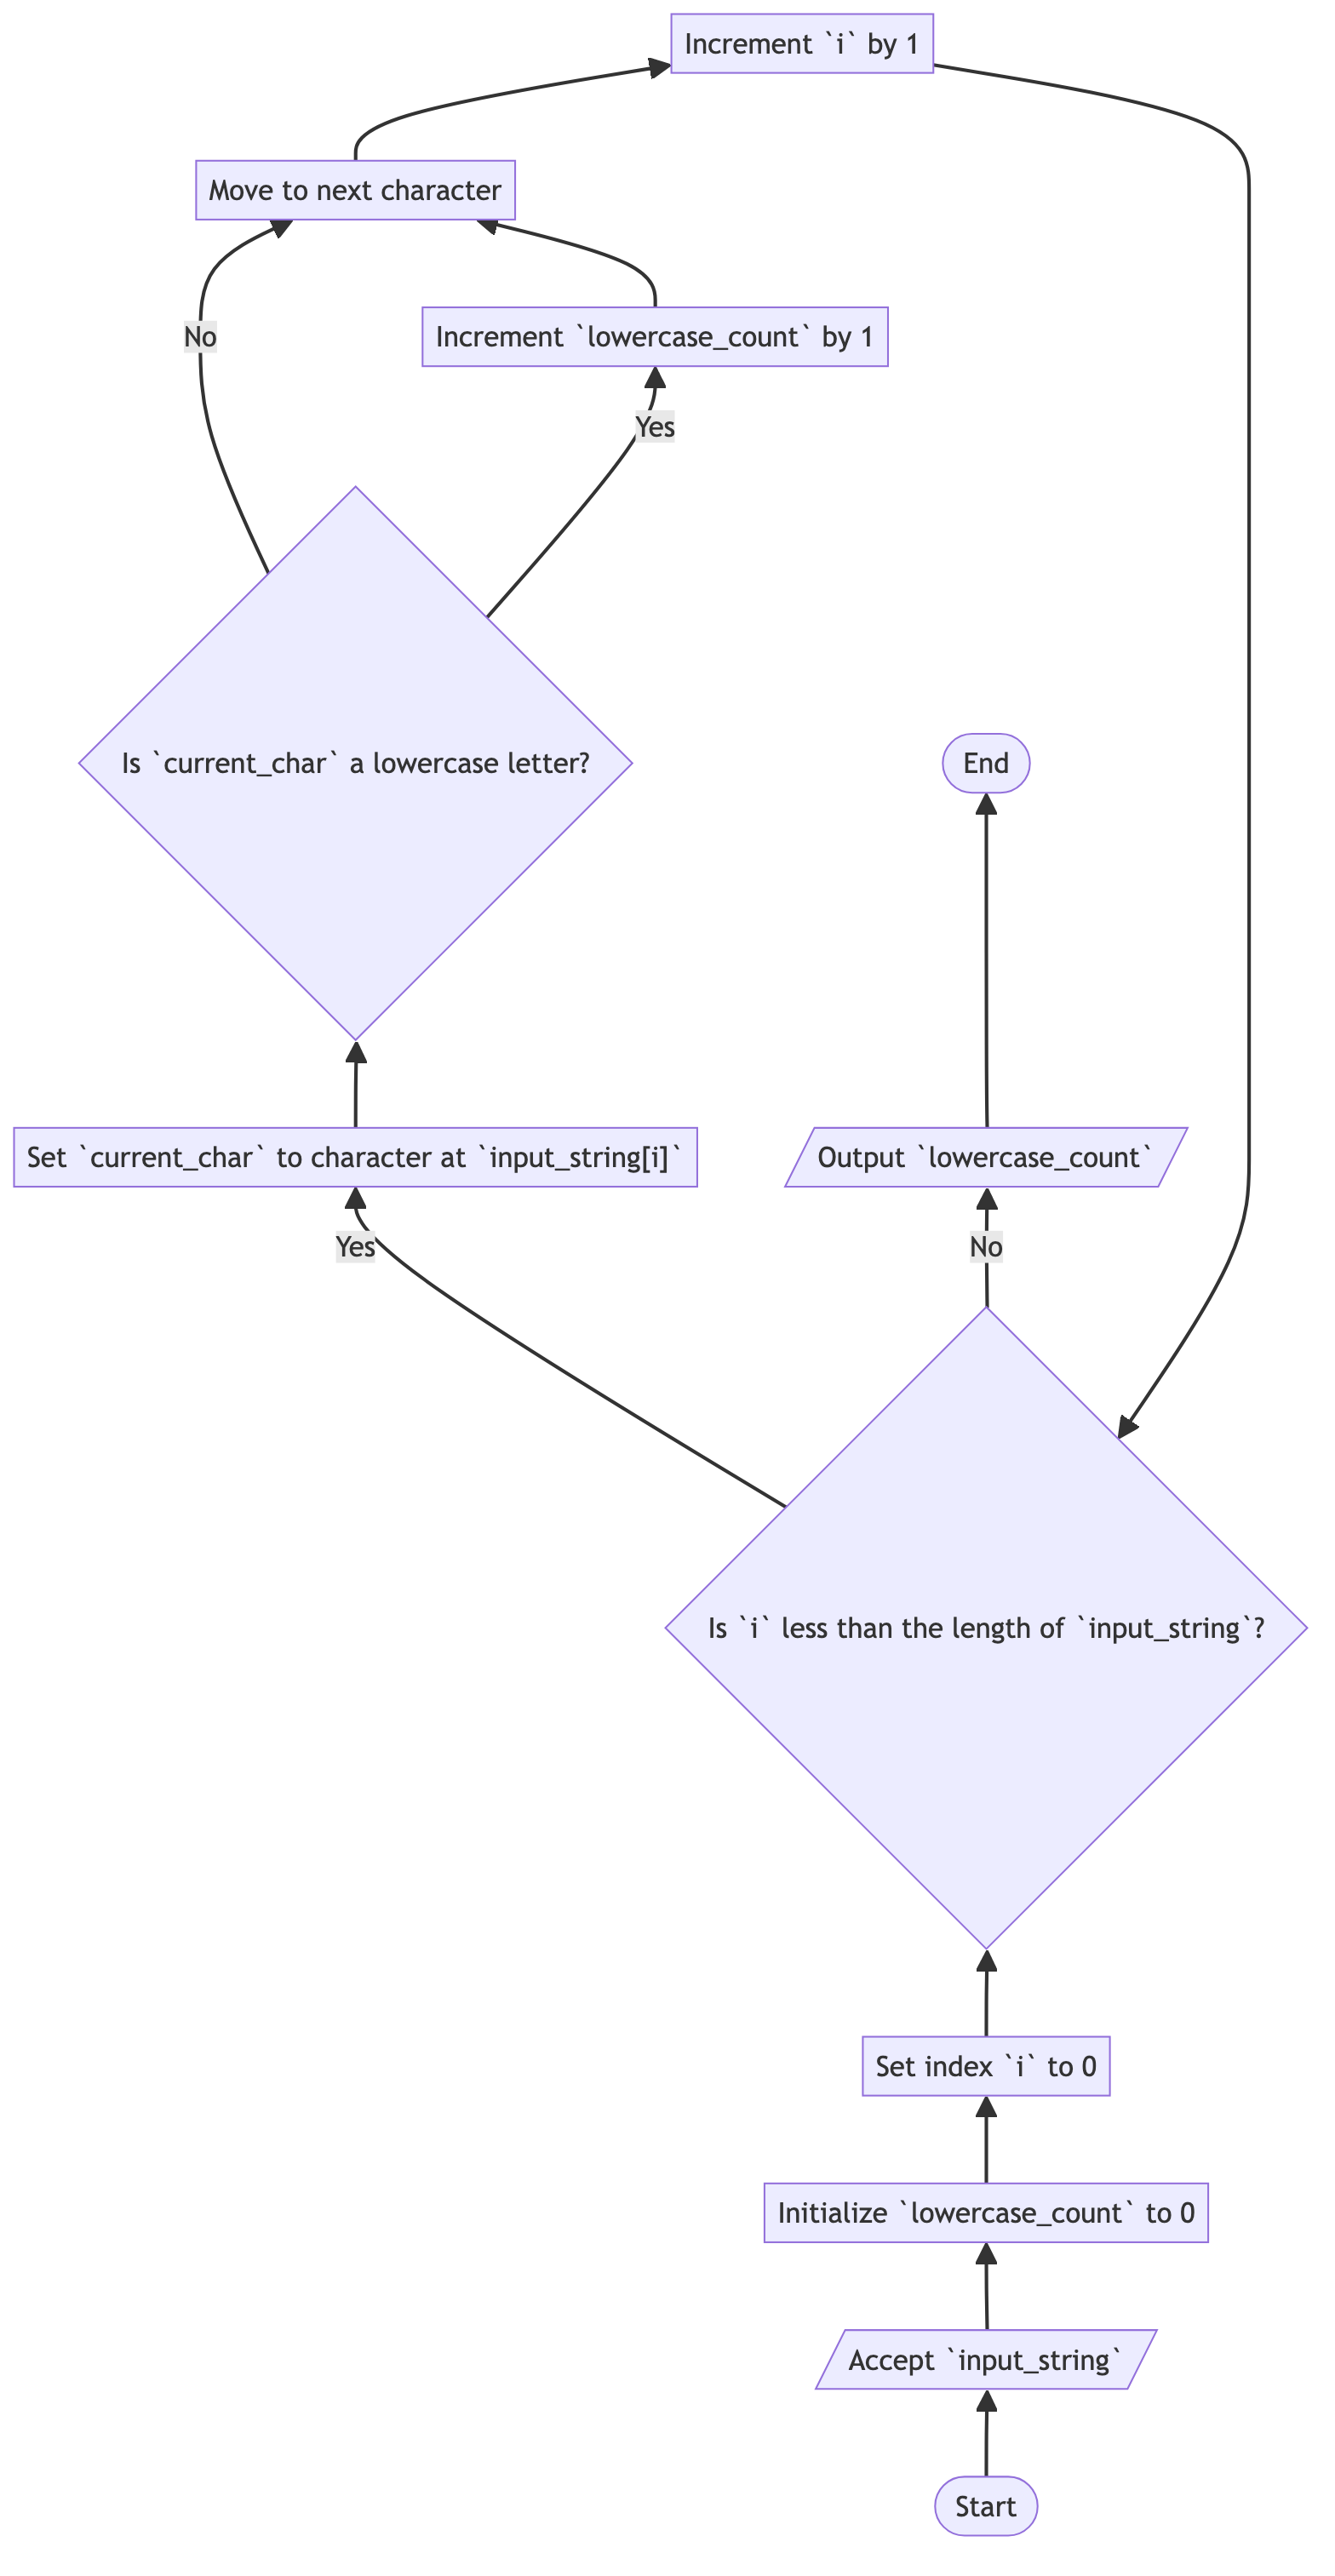 Increment `i` by 1
Move to next character
No
Increment `lowercase_count` by 1
Yes
Is `current_char` a lowercase letter?
End
Set `current_char` to character at `input_string[i]`
Output `lowercase_count`
Yes
No
Is `i` less than the length of `input_string`?
Set index `i` to 0
Initialize `lowercase_count` to 0
Accept `input_string`
Start